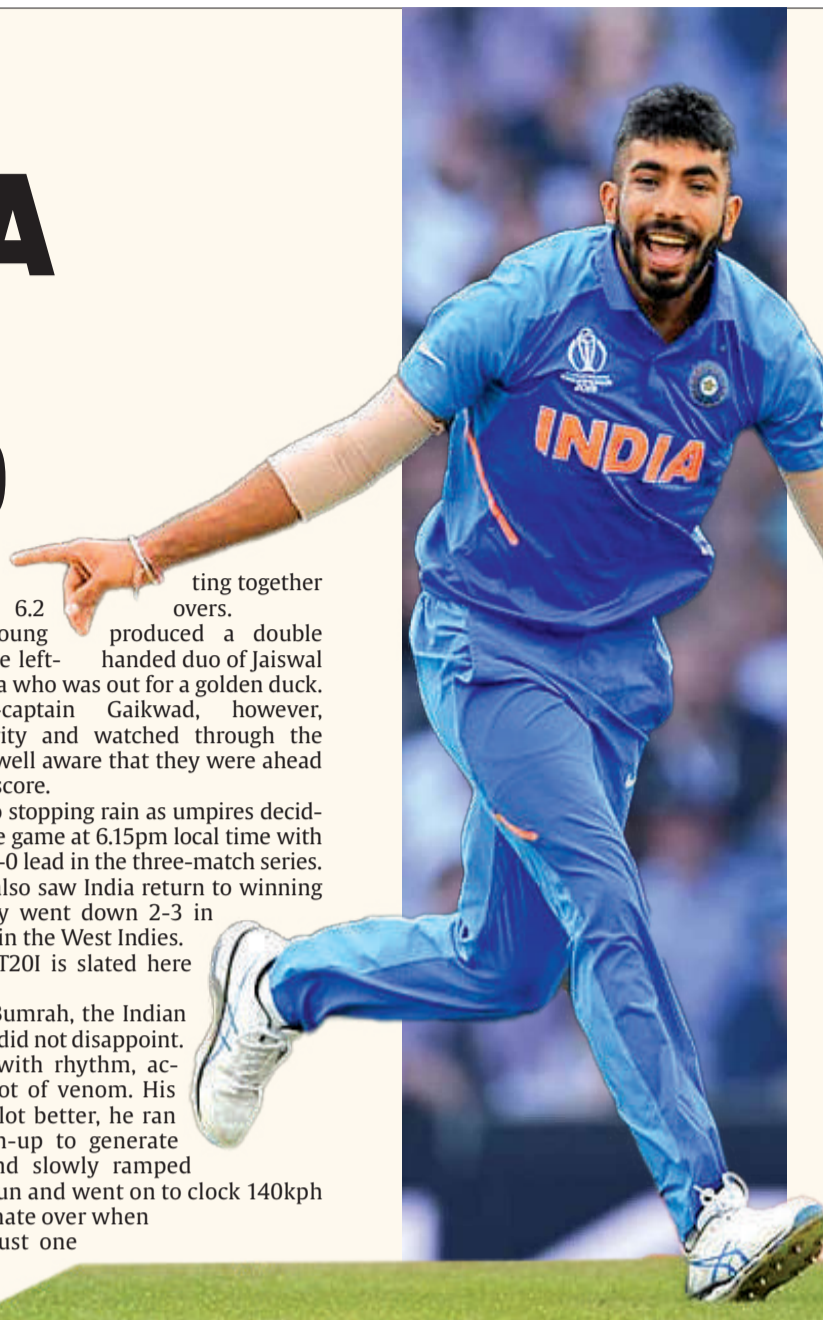 A
2019
INDIA
ting together
6.2 overs.
oung produced a double
e left- handed duo of Jaiswal
a who was out for a golden duck.
-captain Gaikwad, however,
ity and watched through the
well aware that they were ahead
score.
o stopping rain as umpires decid-
e game at 6.15pm local time with
-0 lead in the three-match series.
also saw India return to winning
y went down 2-3 in
in the West Indies.
T20I is slated here
Bumrah, the Indian
did not disappoint.
with rhythm, ac-
ot of venom. His
lot better, he ran
n-up to generate
nd slowly ramped
un and went on to clock 140kph
nate over when
ust one